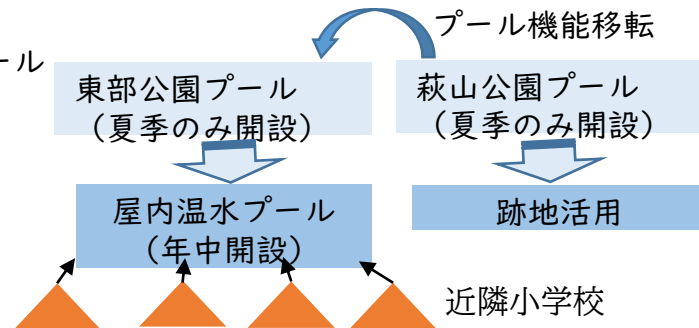 プール機能移転
ール
東部公園プール
（夏季のみ開設）
萩山公園プール
（夏季のみ開設）
屋内温水プール
（年中開設）
跡地活用
近隣小学校